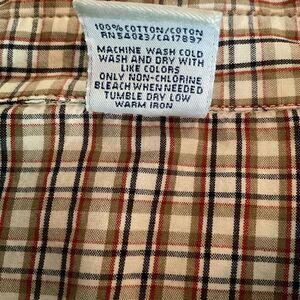 100% COTTON/COTON
RN54023/CA17897
MACHINE WASH COLD
WASH AND DRY WITH
LIKE COLORS
ONLY NON-CHLORINE
BLEACH WHEN NEEDED
TUMBLE DRY LOW
WARM IRON